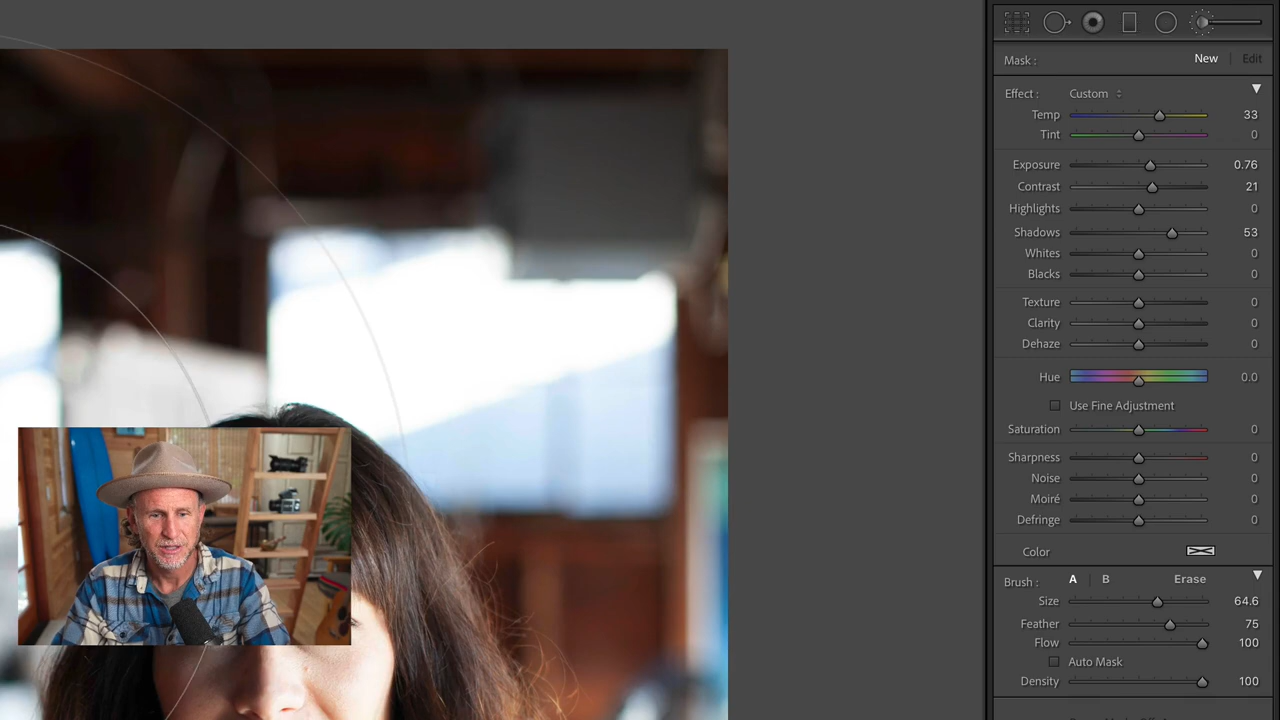 Mask : New | Edit
Effect : Custom
Temp 33
Tint 0
Exposure 0.76
Contrast 21
Highlights 0
Shadows 53
Whites 0
Blacks 0
Texture 0
Clarity 0
Dehaze 0
Hue 0.0
Use Fine Adjustment
Saturation 0
Sharpness 0
Noise 0
Moiré 0
Defringe 0
Color
Brush : A | B Erase
Size 64.6
Feather 75
Flow 100
Auto Mask
Density 100